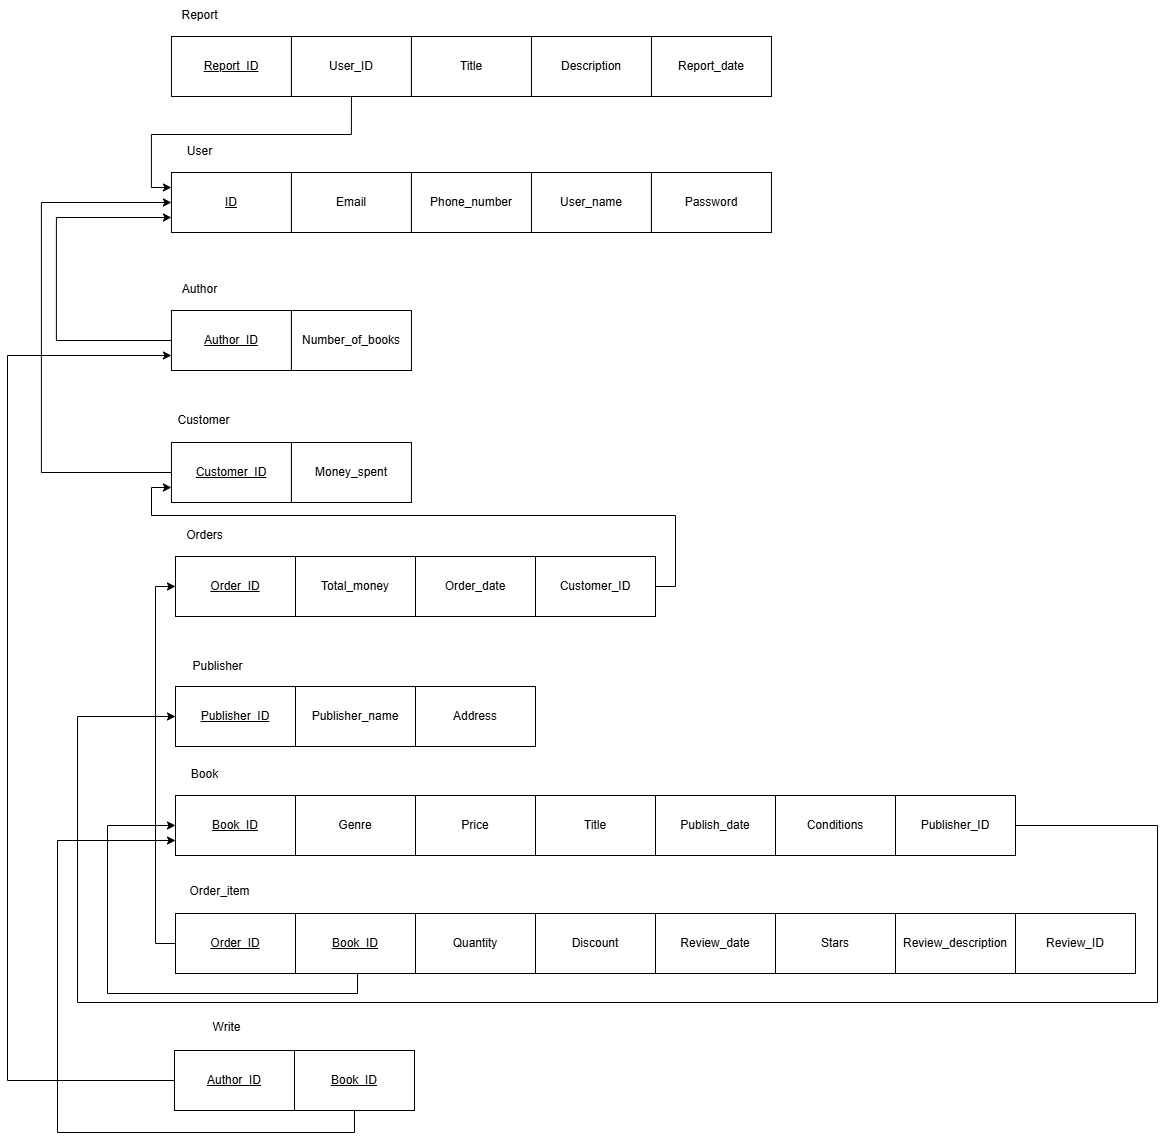 Report
Report_ID User_ID Title Description Report_date
User
ID Email Phone_number User_name Password
Author
Author_ID Number_of_books
Customer
Customer_ID Money_spent
Orders
Order_ID Total_money Order_date Customer_ID
Publisher
Publisher_ID Publisher_name Address
Book
Book_ID Genre Price Title Publish_date Conditions Publisher_ID
Order_item
Order_ID Book_ID Quantity Discount Review_date Stars Review_description Review_ID
Write
Author_ID Book_ID